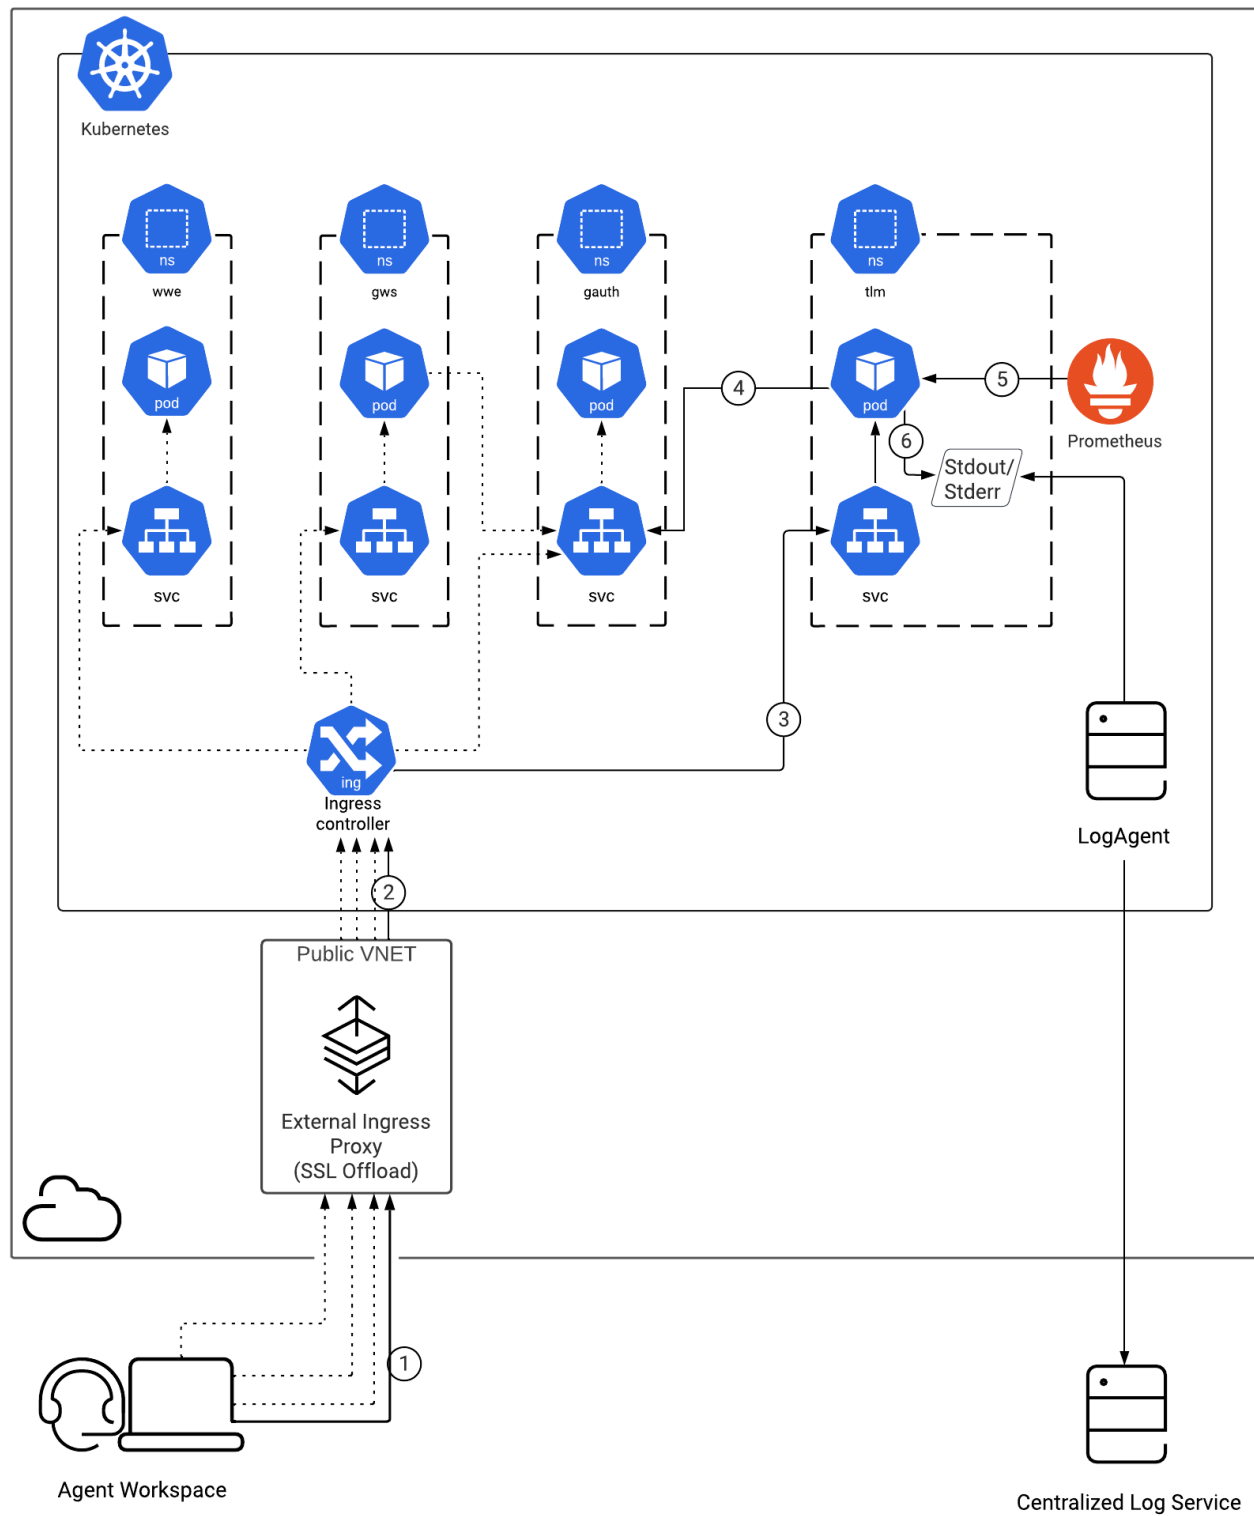 Kubernetes
ns
ns
ns
ns
wwe
gws
gauth
tlm
pod
pod
pod
pod
4
5
Prometheus
6
Stdout/
Stderr
svc
svc
svc
svc
3
ing
Ingress
controller
LogAgent
2
Public VNET
External Ingress
Proxy
(SSL Offload)
1
Agent Workspace
Centralized Log Service